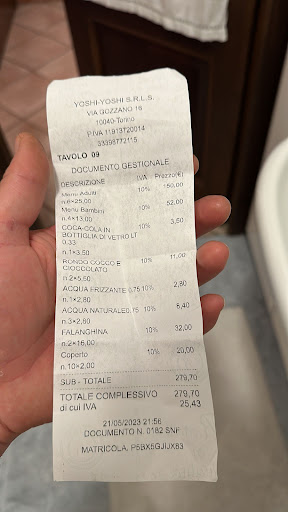 YOSHI-YOSHI S.R.L.S.
VIA GOZZANO 16
10040-Torino
P.IVA 11913720014
33398772115
TAVOLO 09
DOCUMENTO GESTIONALE
DESCRIZIONE IVA Prezzo(€)
Menu Adulti 10% 150,00
n.6×25,00
Menu Bambini 10% 52,00
n.4×13,00
COCA-COLA IN 10% 3,50
BOTTIGLIA DI VETRO LT
0.33
n.1×3,50
RONDO COCCO E 10% 11,00
CIOCCOLATO
n.2×5,50
ACQUA FRIZZANTE 0.75 10% 2,80
n.1×2,80
ACQUA NATURALE 0.75 10% 8,40
n.3×2,80
FALANGHINA 10% 32,00
n.2×16,00
Coperto 10% 20,00
n.10×2,00
SUB - TOTALE 279,70
TOTALE COMPLESSIVO 279,70
di cui IVA 25,43
21/05/2023 21:56
DOCUMENTO N. 0182 SNF
MATRICOLA. P5BX5GJIJX83